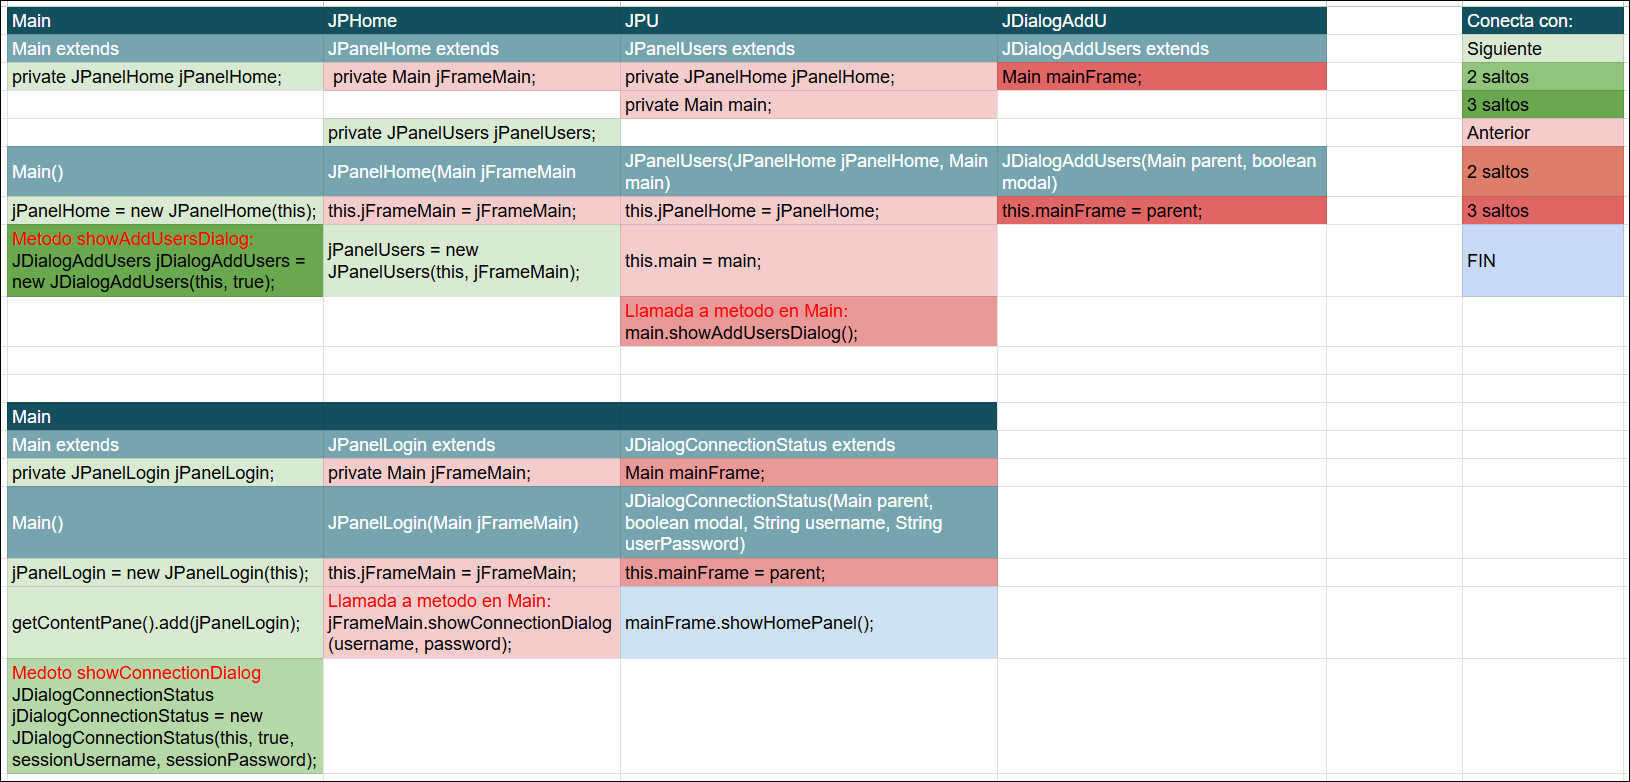 Main JPHome JPU JDialogAddU Conecta con:
Main extends JPanelHome extends JPanelUsers extends JDialogAddUsers extends Siguiente
private JPanelHome jPanelHome; private Main jFrameMain; private JPanelHome jPanelHome; Main mainFrame; 2 saltos
private Main main; 3 saltos
private JPanelUsers jPanelUsers; Anterior
Main() JPanelHome(Main jFrameMain
JPanelUsers(JPanelHome jPanelHome, Main
main)
JDialogAddUsers(Main parent, boolean
modal)
2 saltos
jPanelHome = new JPanelHome(this); this.jFrameMain = jFrameMain; this.jPanelHome = jPanelHome; this.mainFrame = parent; 3 saltos
Metodo showAddUsersDialog:
JDialogAddUsers jDialogAddUsers =
new JDialogAddUsers(this, true);
jPanelUsers = new
JPanelUsers(this, jFrameMain);
this.main = main;
FIN
Llamada a metodo en Main:
main.showAddUsersDialog();
Main
Main extends JPanelLogin extends JDialogConnectionStatus extends
private JPanelLogin jPanelLogin; private Main jFrameMain; Main mainFrame;
Main() JPanelLogin(Main jFrameMain)
JDialogConnectionStatus(Main parent,
boolean modal, String username, String
userPassword)
jPanelLogin = new JPanelLogin(this); this.jFrameMain = jFrameMain; this.mainFrame = parent;
getContentPane().add(jPanelLogin);
Llamada a metodo en Main:
jFrameMain.showConnectionDialog
(username, password);
mainFrame.showHomePanel();
Medoto showConnectionDialog
JDialogConnectionStatus
jDialogConnectionStatus = new
JDialogConnectionStatus(this, true,
sessionUsername, sessionPassword);